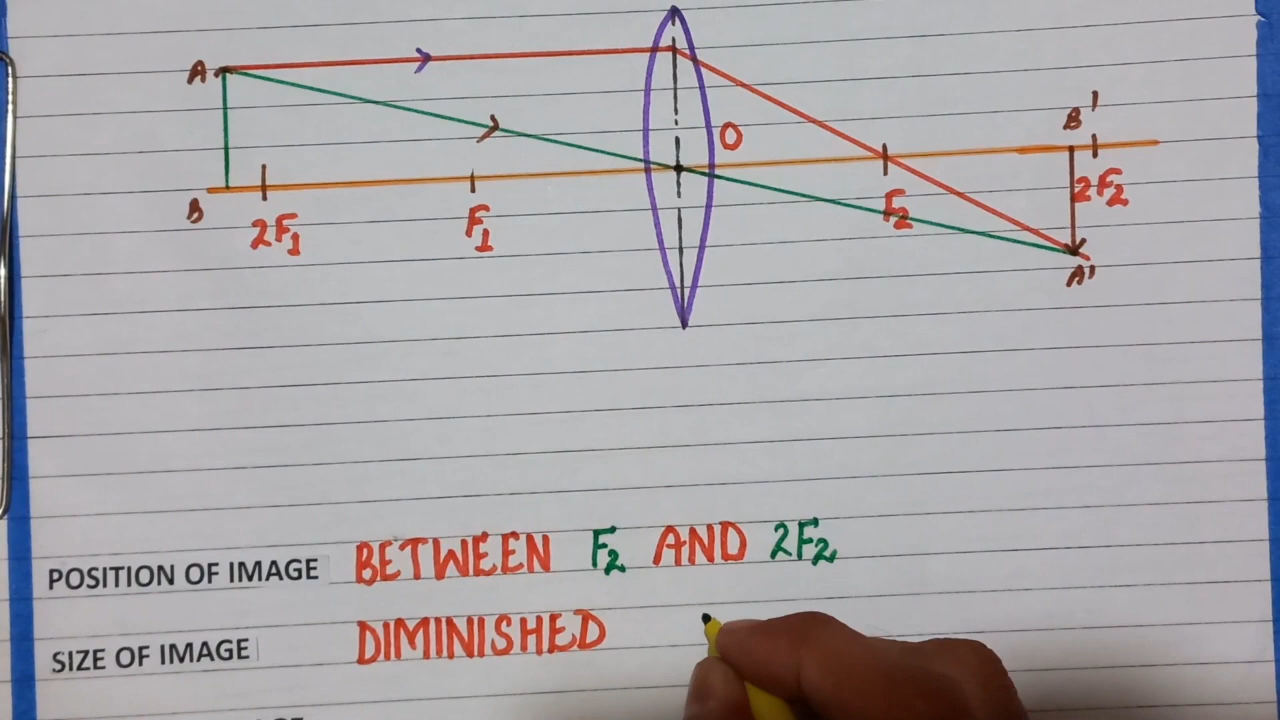 A
B'
O
B
2F₁
F₁
F₂
2F₂
A'
POSITION OF IMAGE BETWEEN F₂ AND 2F₂
SIZE OF IMAGE DIMINISHED